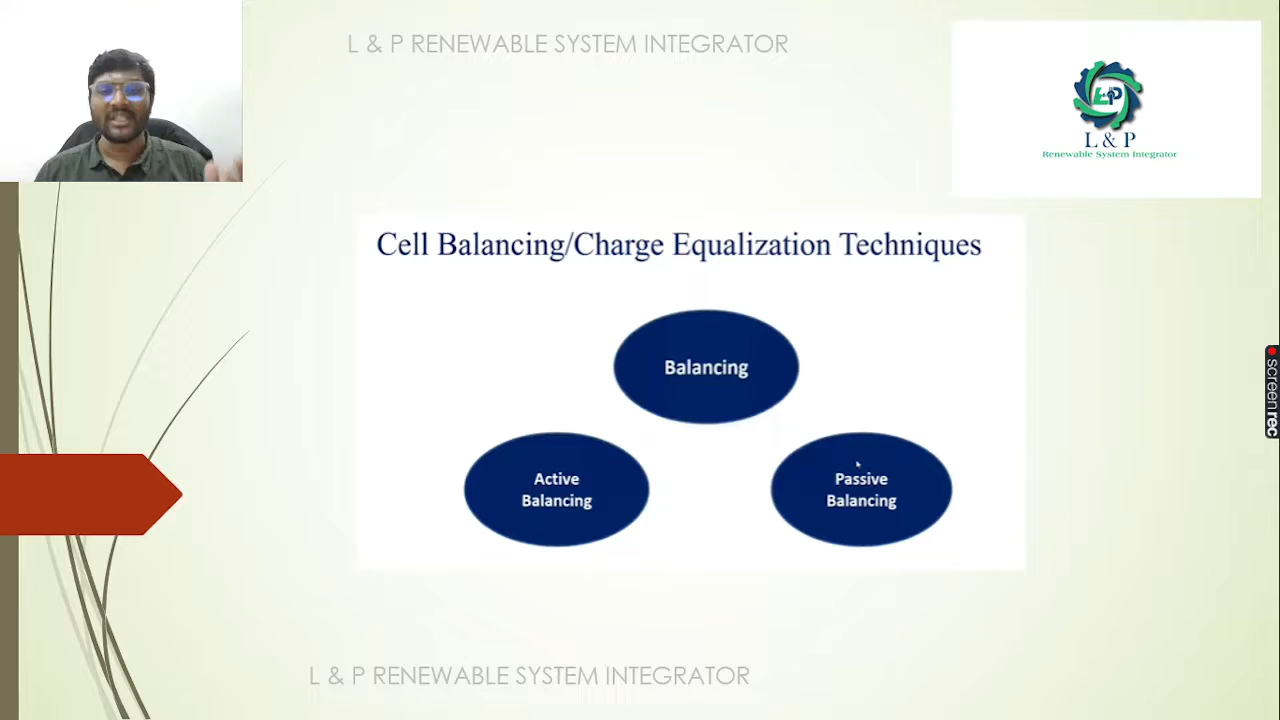 L & P RENEWABLE SYSTEM INTEGRATOR
L & P
Renewable System Integrator
Cell Balancing/Charge Equalization Techniques
Balancing
Active
Balancing
Passive
Balancing
L & P RENEWABLE SYSTEM INTEGRATOR
screenrec